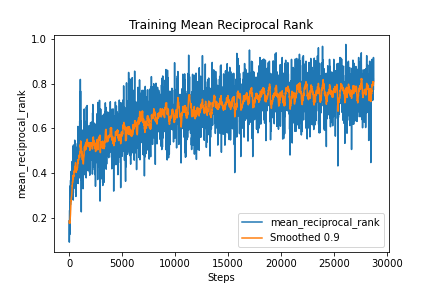 Training Mean Reciprocal Rank
mean_reciprocal_rank
1.0
0.8
0.6
0.4
0.2
0
5000
10000
15000
20000
25000
30000
Steps
mean_reciprocal_rank
Smoothed 0.9